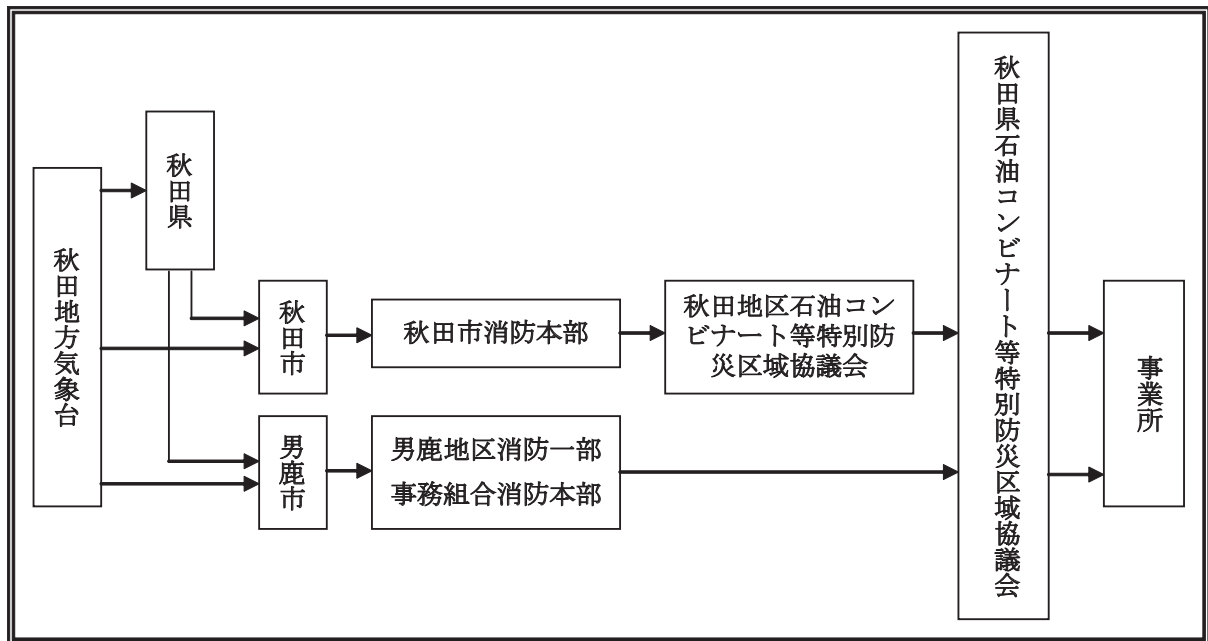 秋田地方気象台
秋田県
秋田市
秋田市消防本部
秋田地区石油コン
ビナート等特別防
災区域協議会
男鹿市
男鹿地区消防一部
事務組合消防本部
秋田県石油コンビナート等特別防災区域協議会
事業所